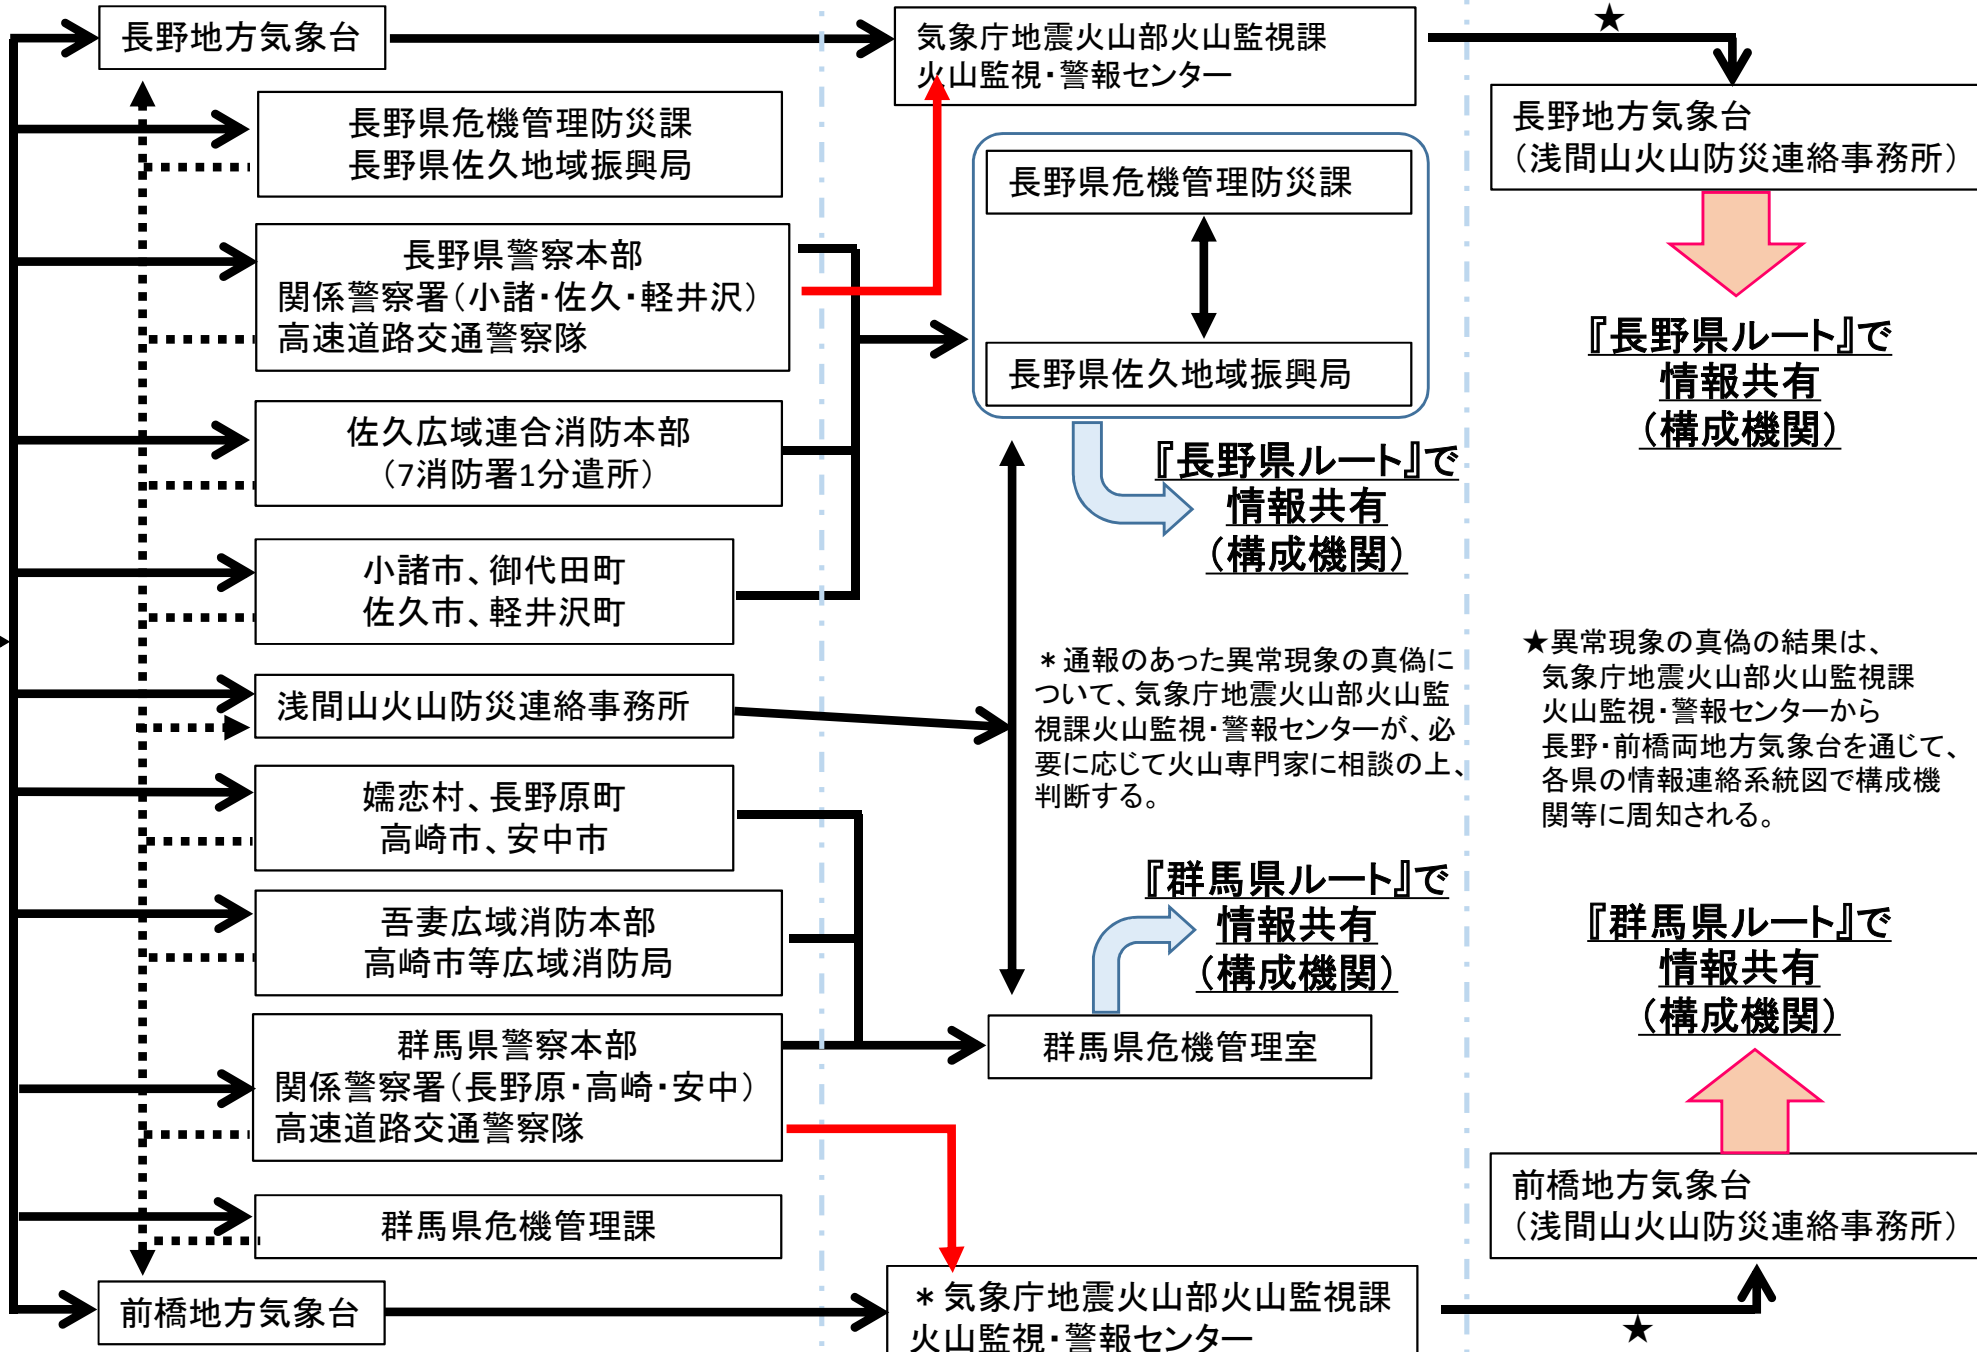 長野地方気象台
長野県危機管理防災課
長野県佐久地域振興局
長野県警察本部
関係警察署(小諸・佐久・軽井沢)
高速道路交通警察隊
佐久広域連合消防本部
(7消防署1分遣所)
小諸市、御代田町
佐久市、軽井沢町
浅間山火山防災連絡事務所
嬬恋村、長野原町
高崎市、安中市
吾妻広域消防本部
高崎市等広域消防局
群馬県警察本部
関係警察署(長野原・高崎・安中)
高速道路交通警察隊
群馬県危機管理課
前橋地方気象台
気象庁地震火山部火山監視課
火山監視・警報センター
長野県危機管理防災課
長野県佐久地域振興局
『長野県ルート』で
情報共有
(構成機関)
*通報のあった異常現象の真偽に
ついて、気象庁地震火山部火山監
視課火山監視・警報センターが、必
要に応じて火山専門家に相談の上、
判断する。
『群馬県ルート』で
情報共有
(構成機関)
群馬県危機管理室
*気象庁地震火山部火山監視課
火山監視・警報センター
★
長野地方気象台
(浅間山火山防災連絡事務所)
『長野県ルート』で
情報共有
(構成機関)
★異常現象の真偽の結果は、
気象庁地震火山部火山監視課
火山監視・警報センターから
長野・前橋両地方気象台を通じて、
各県の情報連絡系統図で構成機
関等に周知される。
『群馬県ルート』で
情報共有
(構成機関)
前橋地方気象台
(浅間山火山防災連絡事務所)
★